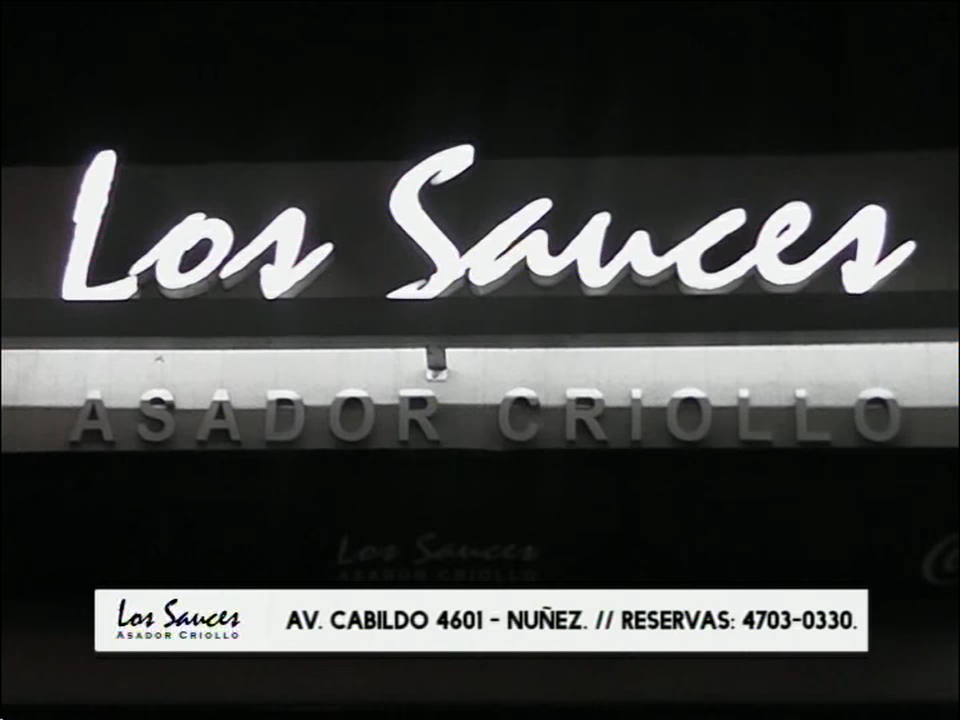 Los Sauces
ASADOR CRiOLLO
Los Sauces
ASADOR CRIOLLO
Los Sauces
ASADOR CRIOLLO
AV. CABILDO 4601 - NUÑEZ. // RESERVAS: 4703-0330.